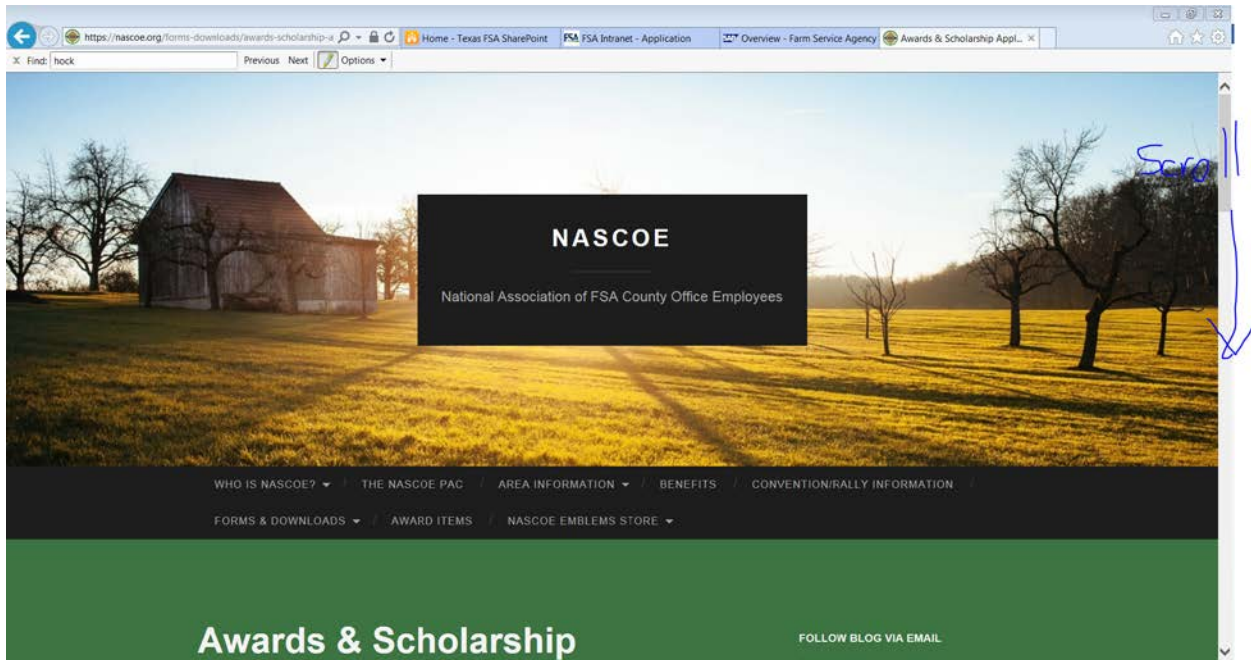 https://nascoe.org/forms-downloads/awards-scholarship-a
Home - Texas FSA SharePoint
FSA FSA Intranet - Application
Overview - Farm Service Agency
Awards & Scholarship Appl...
X Find: hock Previous Next Options
Scroll
NASCOE
National Association of FSA County Office Employees
WHO IS NASCOE? / THE NASCOE PAC / AREA INFORMATION / BENEFITS / CONVENTION/RALLY INFORMATION /
FORMS & DOWNLOADS / AWARD ITEMS / NASCOE EMBLEMS STORE
Awards & Scholarship
FOLLOW BLOG VIA EMAIL